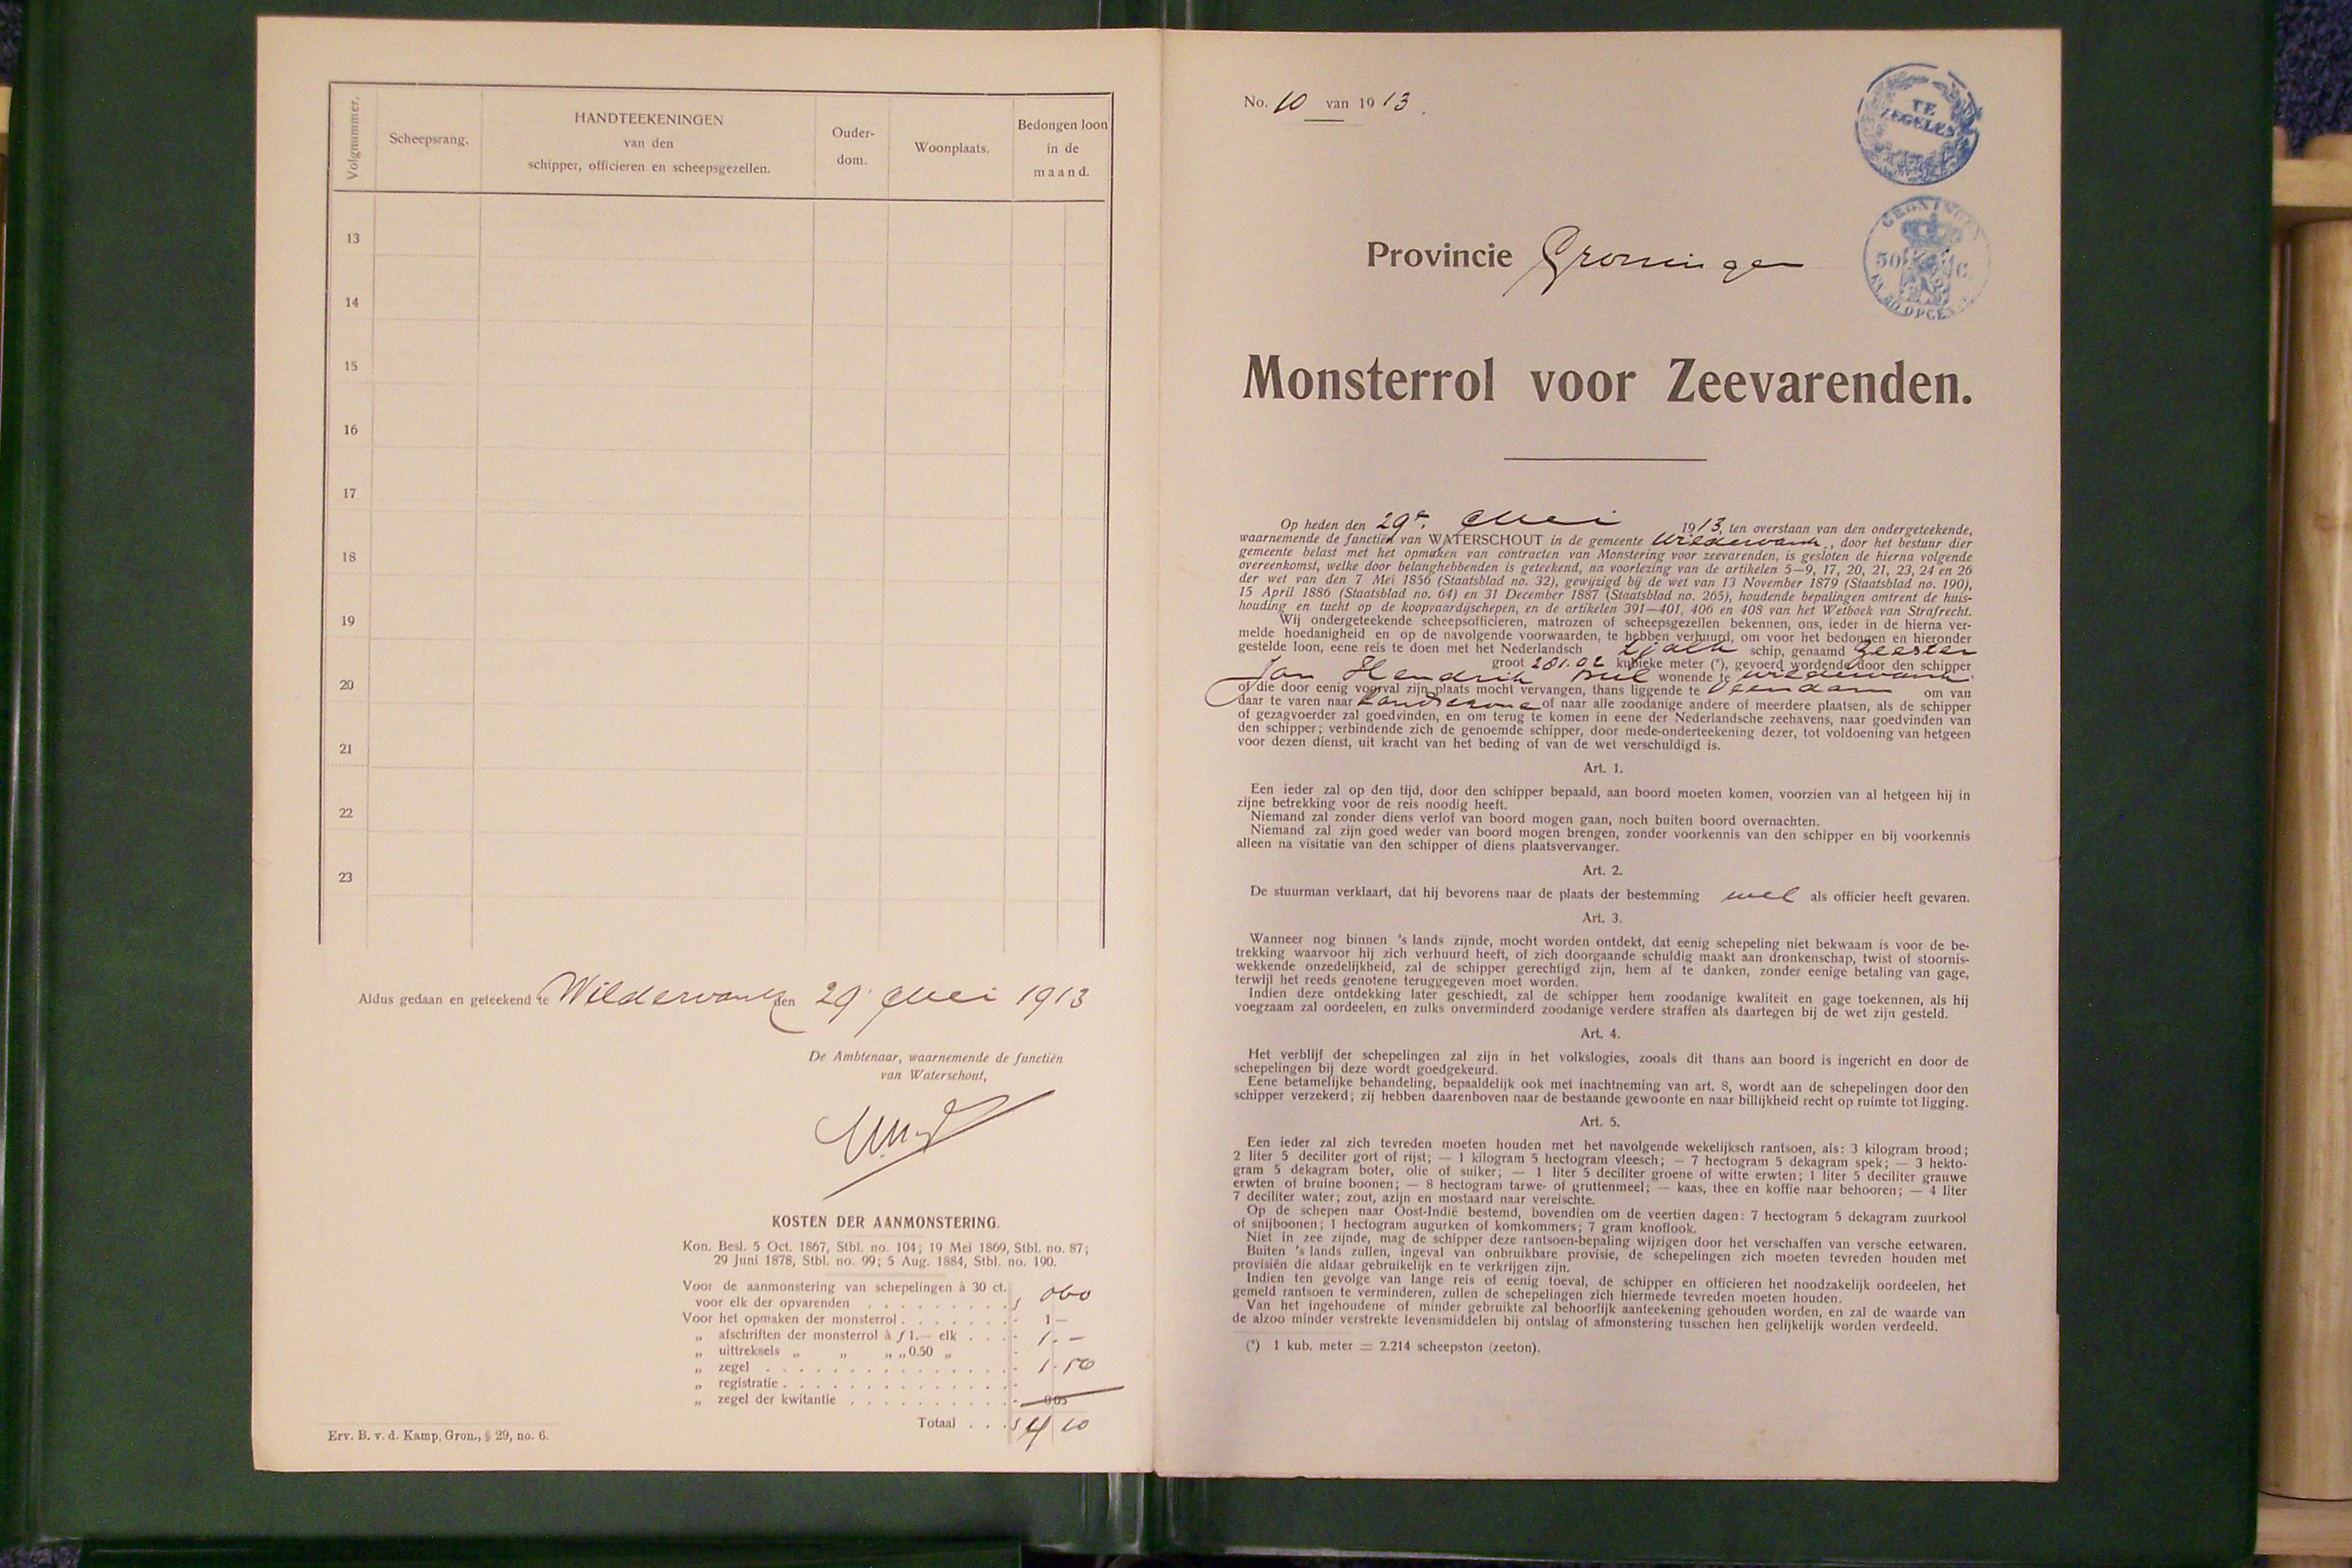 Volgnummer.
Scheepsrang.
HANDTEEKENINGEN
van den
schipper, officieren en scheepsgezellen.
Ouder-
dom.
Woonplaats.
Bedongen loon
in de
maand.
13
14
15
16
17
18
19
20
21
22
23
Aldus gedaan en geteekend te Wildervank den 29 Mei 1913
De Ambtenaar, waarnemende de functiën
van Waterschout,
KOSTEN DER AANMONSTERING.
Kon. Besl. 5 Oct. 1867, Stbl. no. 104; 19 Mei 1869, Stbl. no. 87;
29 Juni 1878, Stbl. no. 99; 5 Aug. 1884, Stbl. no. 190.
Voor de aanmonstering van schepelingen à 30 ct.
voor elk der opvarenden . . . . . . . . . f 060
Voor het opmaken der monsterrol . . . . . . . - 1 —
„ afschriften der monsterrol à f 1.— elk . . . - 1. -
„ uittreksels „ „ „ „ 0.50 „ -
„ zegel . . . . . . . . . . . . . . . - 1.50
„ registratie . . . . . . . . . . . . . . -
„ zegel der kwitantie . . . . . . . . . . - 0 05
Totaal . . . f 4 10
Erv. B. v. d. Kamp, Gron., § 29, no. 6.
No. 10 van 1913.
TE
ZEGELEN
GRONINGEN
50 C.
Provincie Groningen
Monsterrol voor Zeevarenden.
Op heden den 29e. Mei 1913, ten overstaan van den ondergeteekende,
waarnemende de functiën van WATERSCHOUT in de gemeente Wildervank, door het bestuur dier
gemeente belast met het opmaken van contracten van Monstering voor zeevarenden, is gesloten de hierna volgende
overeenkomst, welke door belanghebbenden is geteekend, na voorlezing van de artikelen 5—9, 17, 20, 21, 23, 24 en 26
der wet van den 7 Mei 1856 (Staatsblad no. 32), gewijzigd bij de wet van 13 November 1879 (Staatsblad no. 190),
15 April 1886 (Staatsblad no. 64) en 31 December 1887 (Staatsblad no. 265), houdende bepalingen omtrent de huis-
houding en tucht op de koopvaardijschepen, en de artikelen 391—401, 406 en 408 van het Wetboek van Strafrecht.
Wij ondergeteekende scheepsofficieren, matrozen of scheepsgezellen bekennen, ons, ieder in de hierna ver-
melde hoedanigheid en op de navolgende voorwaarden, te hebben verhuurd, om voor het bedongen en hieronder
gestelde loon, eene reis te doen met het Nederlandsch tjalk schip, genaamd Zeester
groot 201.02 kubieke meter (*), gevoerd wordende door den schipper
Jan Hendrik wonende te Wildervank
of die door eenig voorval zijn plaats mocht vervangen, thans liggende te Veendam om van
daar te varen naar Landscrona of naar alle zoodanige andere of meerdere plaatsen, als de schipper
of gezagvoerder zal goedvinden, en om terug te komen in eene der Nederlandsche zeehavens, naar goedvinden van
den schipper; verbindende zich de genoemde schipper, door mede-onderteekening dezer, tot voldoening van hetgeen
voor dezen dienst, uit kracht van het beding of van de wet verschuldigd is.
Art. 1.
Een ieder zal op den tijd, door den schipper bepaald, aan boord moeten komen, voorzien van al hetgeen hij in
zijne betrekking voor de reis noodig heeft.
Niemand zal zonder diens verlof van boord mogen gaan, noch buiten boord overnachten.
Niemand zal zijn goed weder van boord mogen brengen, zonder voorkennis van den schipper en bij voorkennis
alleen na visitatie van den schipper of diens plaatsvervanger.
Art. 2.
De stuurman verklaart, dat hij bevorens naar de plaats der bestemming wel als officier heeft gevaren.
Art. 3.
Wanneer nog binnen 's lands zijnde, mocht worden ontdekt, dat eenig schepeling niet bekwaam is voor de be-
trekking waarvoor hij zich verhuurd heeft, of zich doorgaande schuldig maakt aan dronkenschap, twist of stoornis-
wekkende onzedelijkheid, zal de schipper gerechtigd zijn, hem af te danken, zonder eenige betaling van gage,
terwijl het reeds genotene teruggegeven moet worden.
Indien deze ontdekking later geschiedt, zal de schipper hem zoodanige kwaliteit en gage toekennen, als hij
voegzaam zal oordeelen, en zulks onverminderd zoodanige verdere straffen als daartegen bij de wet zijn gesteld.
Art. 4.
Het verblijf der schepelingen zal zijn in het volkslogies, zooals dit thans aan boord is ingericht en door de
schepelingen bij deze wordt goedgekeurd.
Eene betamelijke behandeling, bepaaldelijk ook met inachtneming van art. 8, wordt aan de schepelingen door den
schipper verzekerd; zij hebben daarenboven naar de bestaande gewoonte en naar billijkheid recht op ruimte tot ligging.
Art. 5.
Een ieder zal zich tevreden moeten houden met het navolgende wekelijksch rantsoen, als: 3 kilogram brood;
2 liter 5 deciliter gort of rijst; — 1 kilogram 5 hectogram vleesch; — 7 hectogram 5 dekagram spek; — 3 hekto-
gram 5 dekagram boter, olie of suiker; — 1 liter 5 deciliter groene of witte erwten; 1 liter 5 deciliter grauwe
erwten of bruine boonen; — 8 hectogram tarwe- of gruttenmeel; — kaas, thee en koffie naar behooren; — 4 liter
7 deciliter water; zout, azijn en mostaard naar vereischte.
Op de schepen naar Oost-Indië bestemd, bovendien om de veertien dagen: 7 hectogram 5 dekagram zuurkool
of snijboonen; 1 hectogram augurken of komkommers; 7 gram knoflook.
Niet in zee zijnde, mag de schipper deze rantsoen-bepaling wijzigen door het verschaffen van versche eetwaren.
Buiten 's lands zullen, ingeval van onbruikbare provisie, de schepelingen zich moeten tevreden houden met
provisiën die aldaar gebruikelijk en te verkrijgen zijn.
Indien ten gevolge van lange reis of eenig toeval, de schipper en officieren het noodzakelijk oordeelen, het
gemeld rantsoen te verminderen, zullen de schepelingen zich hiermede tevreden moeten houden.
Van het ingehoudene of minder gebruikte zal behoorlijk aanteekening gehouden worden, en zal de waarde van
de alzoo minder verstrekte levensmiddelen bij ontslag of afmonstering tusschen hen gelijkelijk worden verdeeld.
(*) 1 kub. meter = 2.214 scheepston (zeeton).